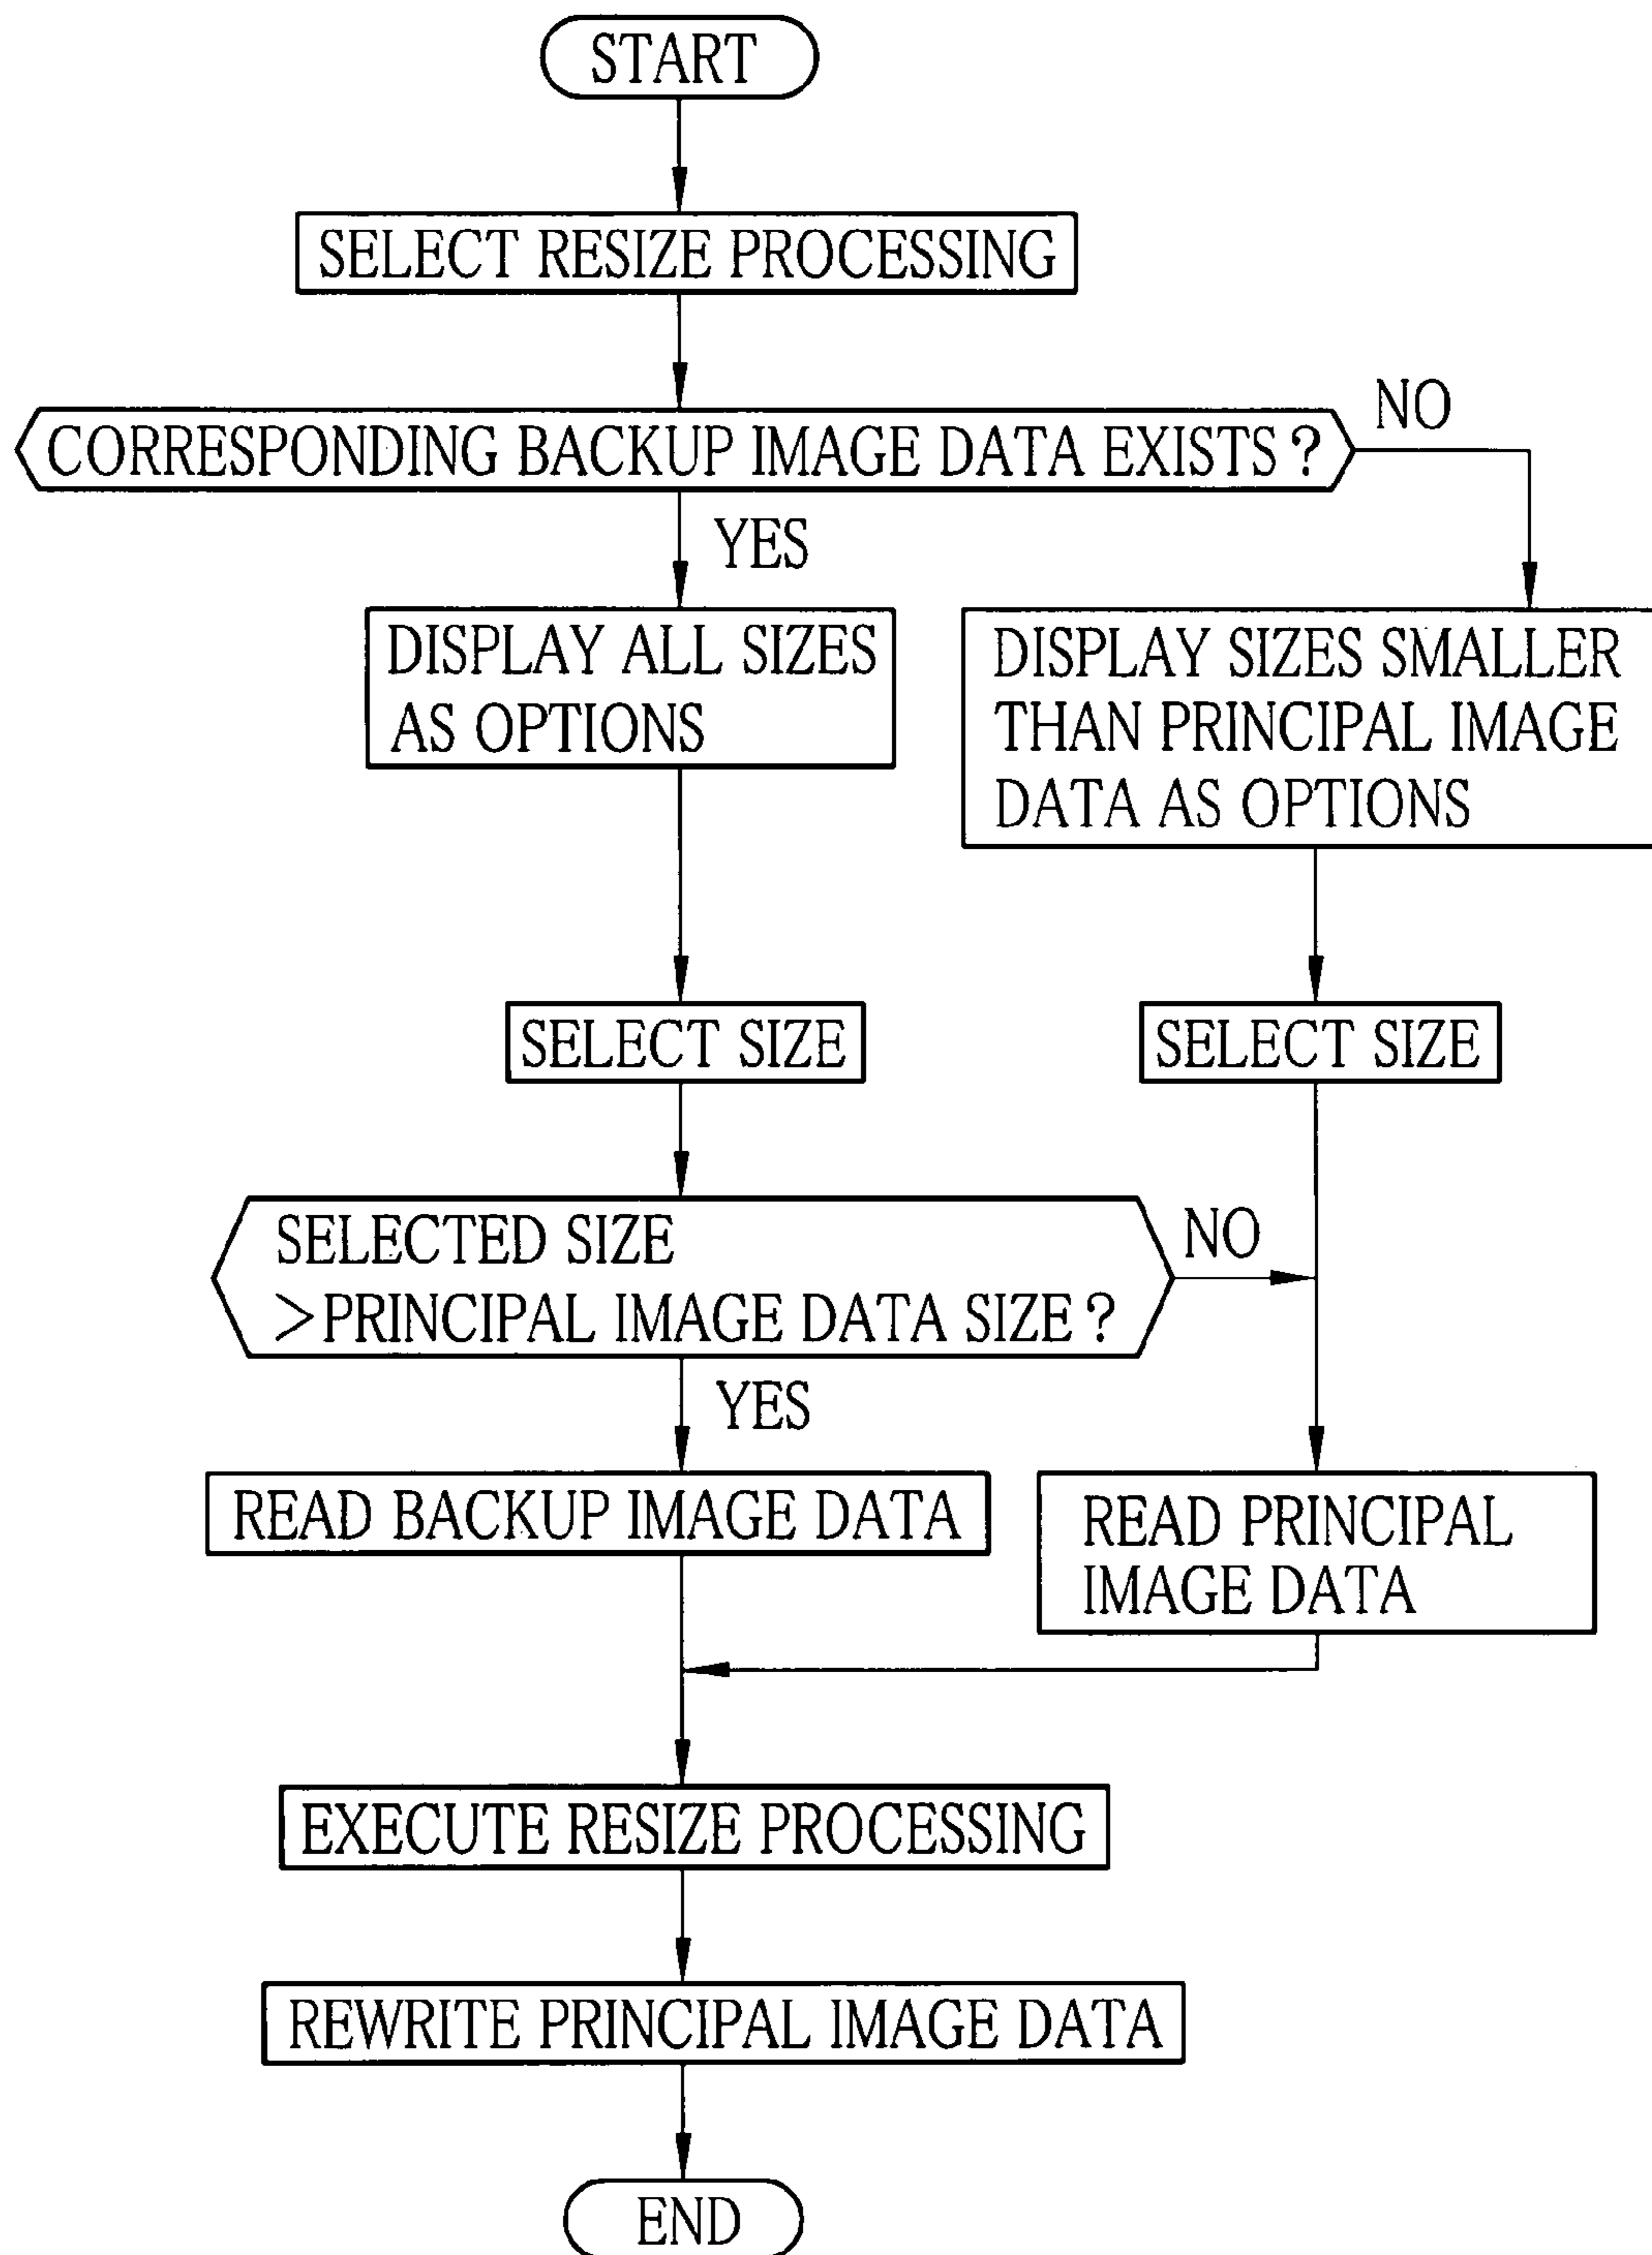 START
SELECT RESIZE PROCESSING
CORRESPONDING BACKUP IMAGE DATA EXISTS?
NO
YES
DISPLAY ALL SIZES
AS OPTIONS
DISPLAY SIZES SMALLER
THAN PRINCIPAL IMAGE
DATA AS OPTIONS
SELECT SIZE
SELECT SIZE
SELECTED SIZE
>PRINCIPAL IMAGE DATA SIZE?
NO
YES
READ BACKUP IMAGE DATA
READ PRINCIPAL
IMAGE DATA
EXECUTE RESIZE PROCESSING
REWRITE PRINCIPAL IMAGE DATA
END